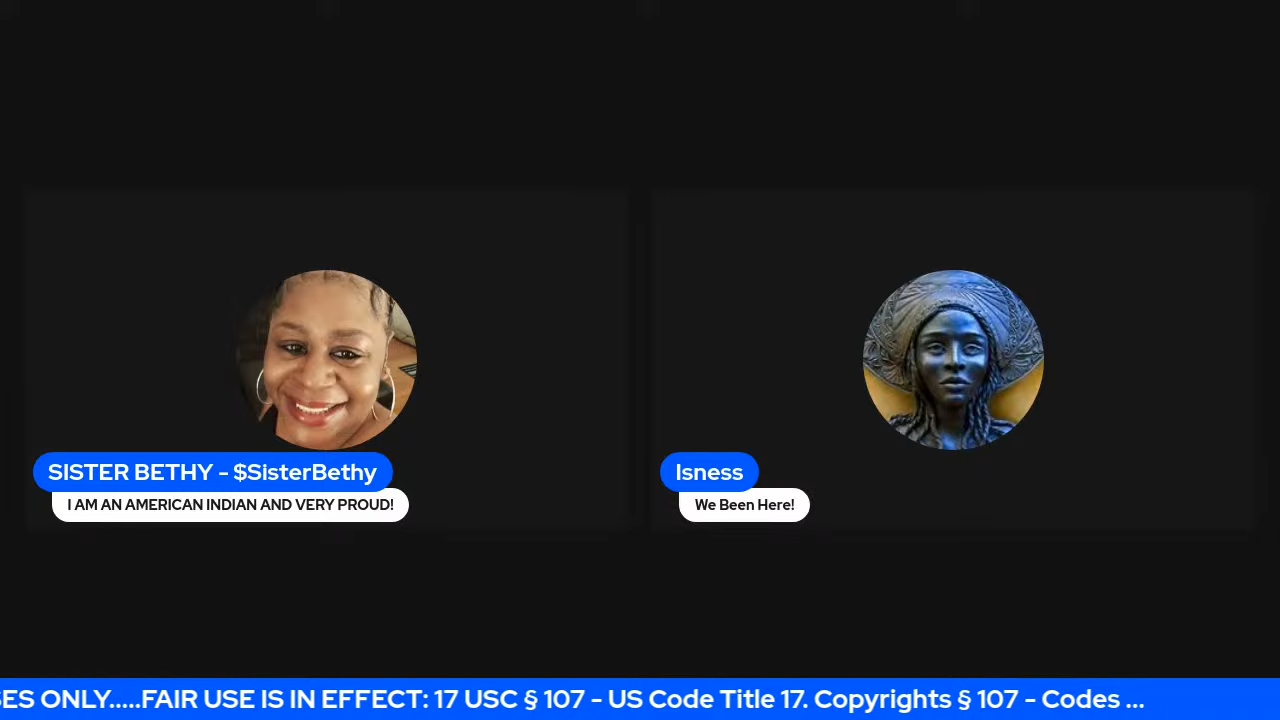 SISTER BETHY - $SisterBethy
I AM AN AMERICAN INDIAN AND VERY PROUD!
Isness
We Been Here!
ES ONLY.....FAIR USE IS IN EFFECT: 17 USC § 107 - US Code Title 17. Copyrights § 107 - Codes ...